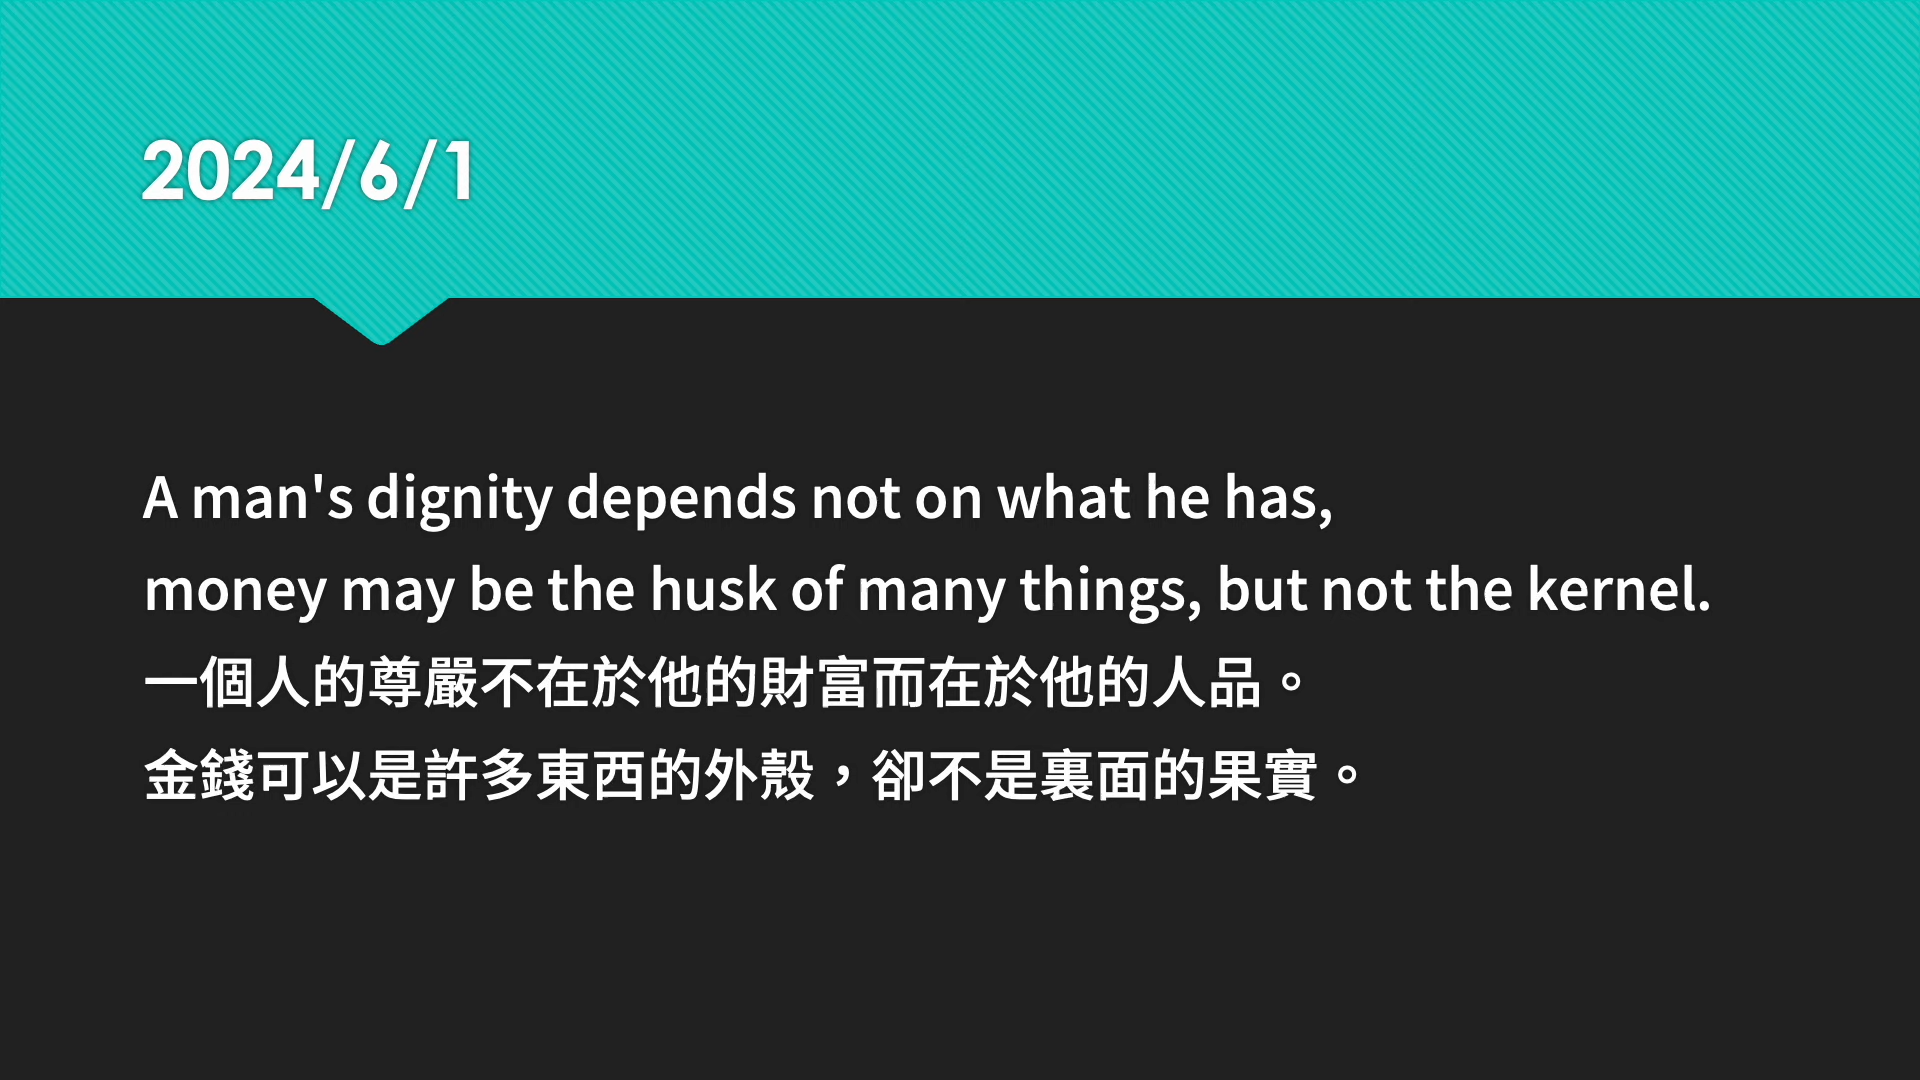 2024/6/1
A man's dignity depends not on what he has,
money may be the husk of many things, but not the kernel.
一個人的尊嚴不在於他的財富而在於他的人品。
金錢可以是許多東西的外殼，卻不是裏面的果實。